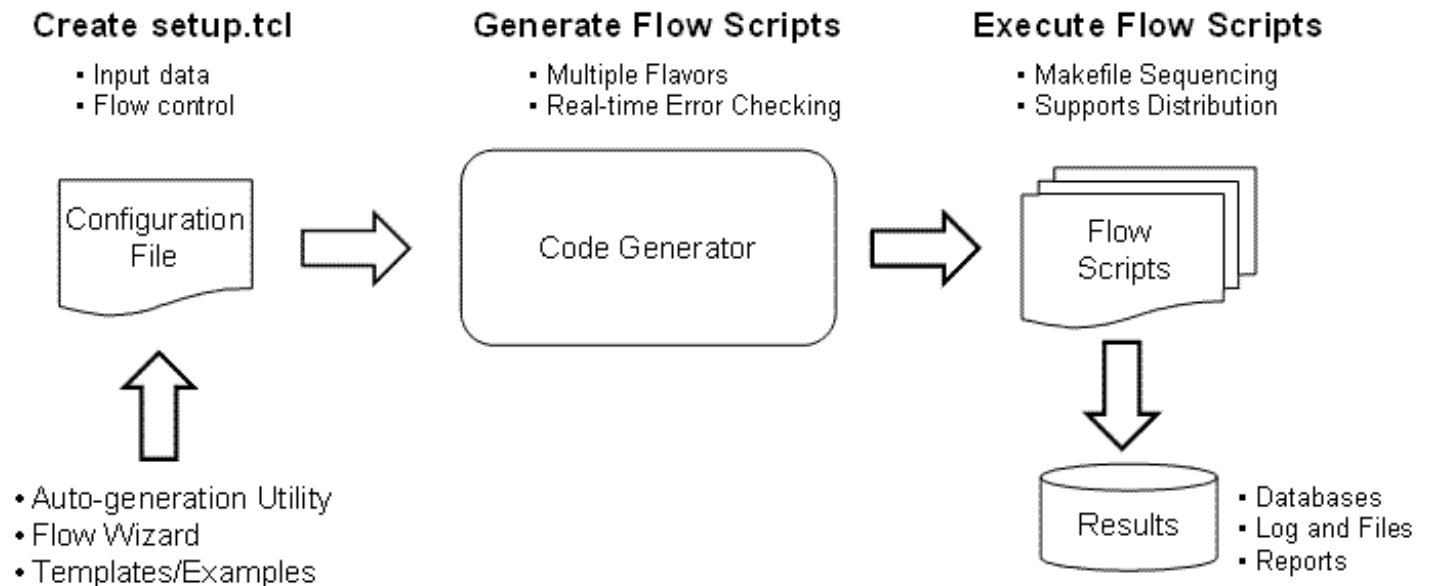 Create setup.tcl
▪ Input data
▪ Flow control
Generate Flow Scripts
▪ Multiple Flavors
▪ Real-time Error Checking
Execute Flow Scripts
▪ Makefile Sequencing
▪ Supports Distribution
Configuration
File
Code Generator
Flow
Scripts
• Auto-generation Utility
• Flow Wizard
• Templates/Examples
Results
▪ Databases
▪ Log and Files
▪ Reports